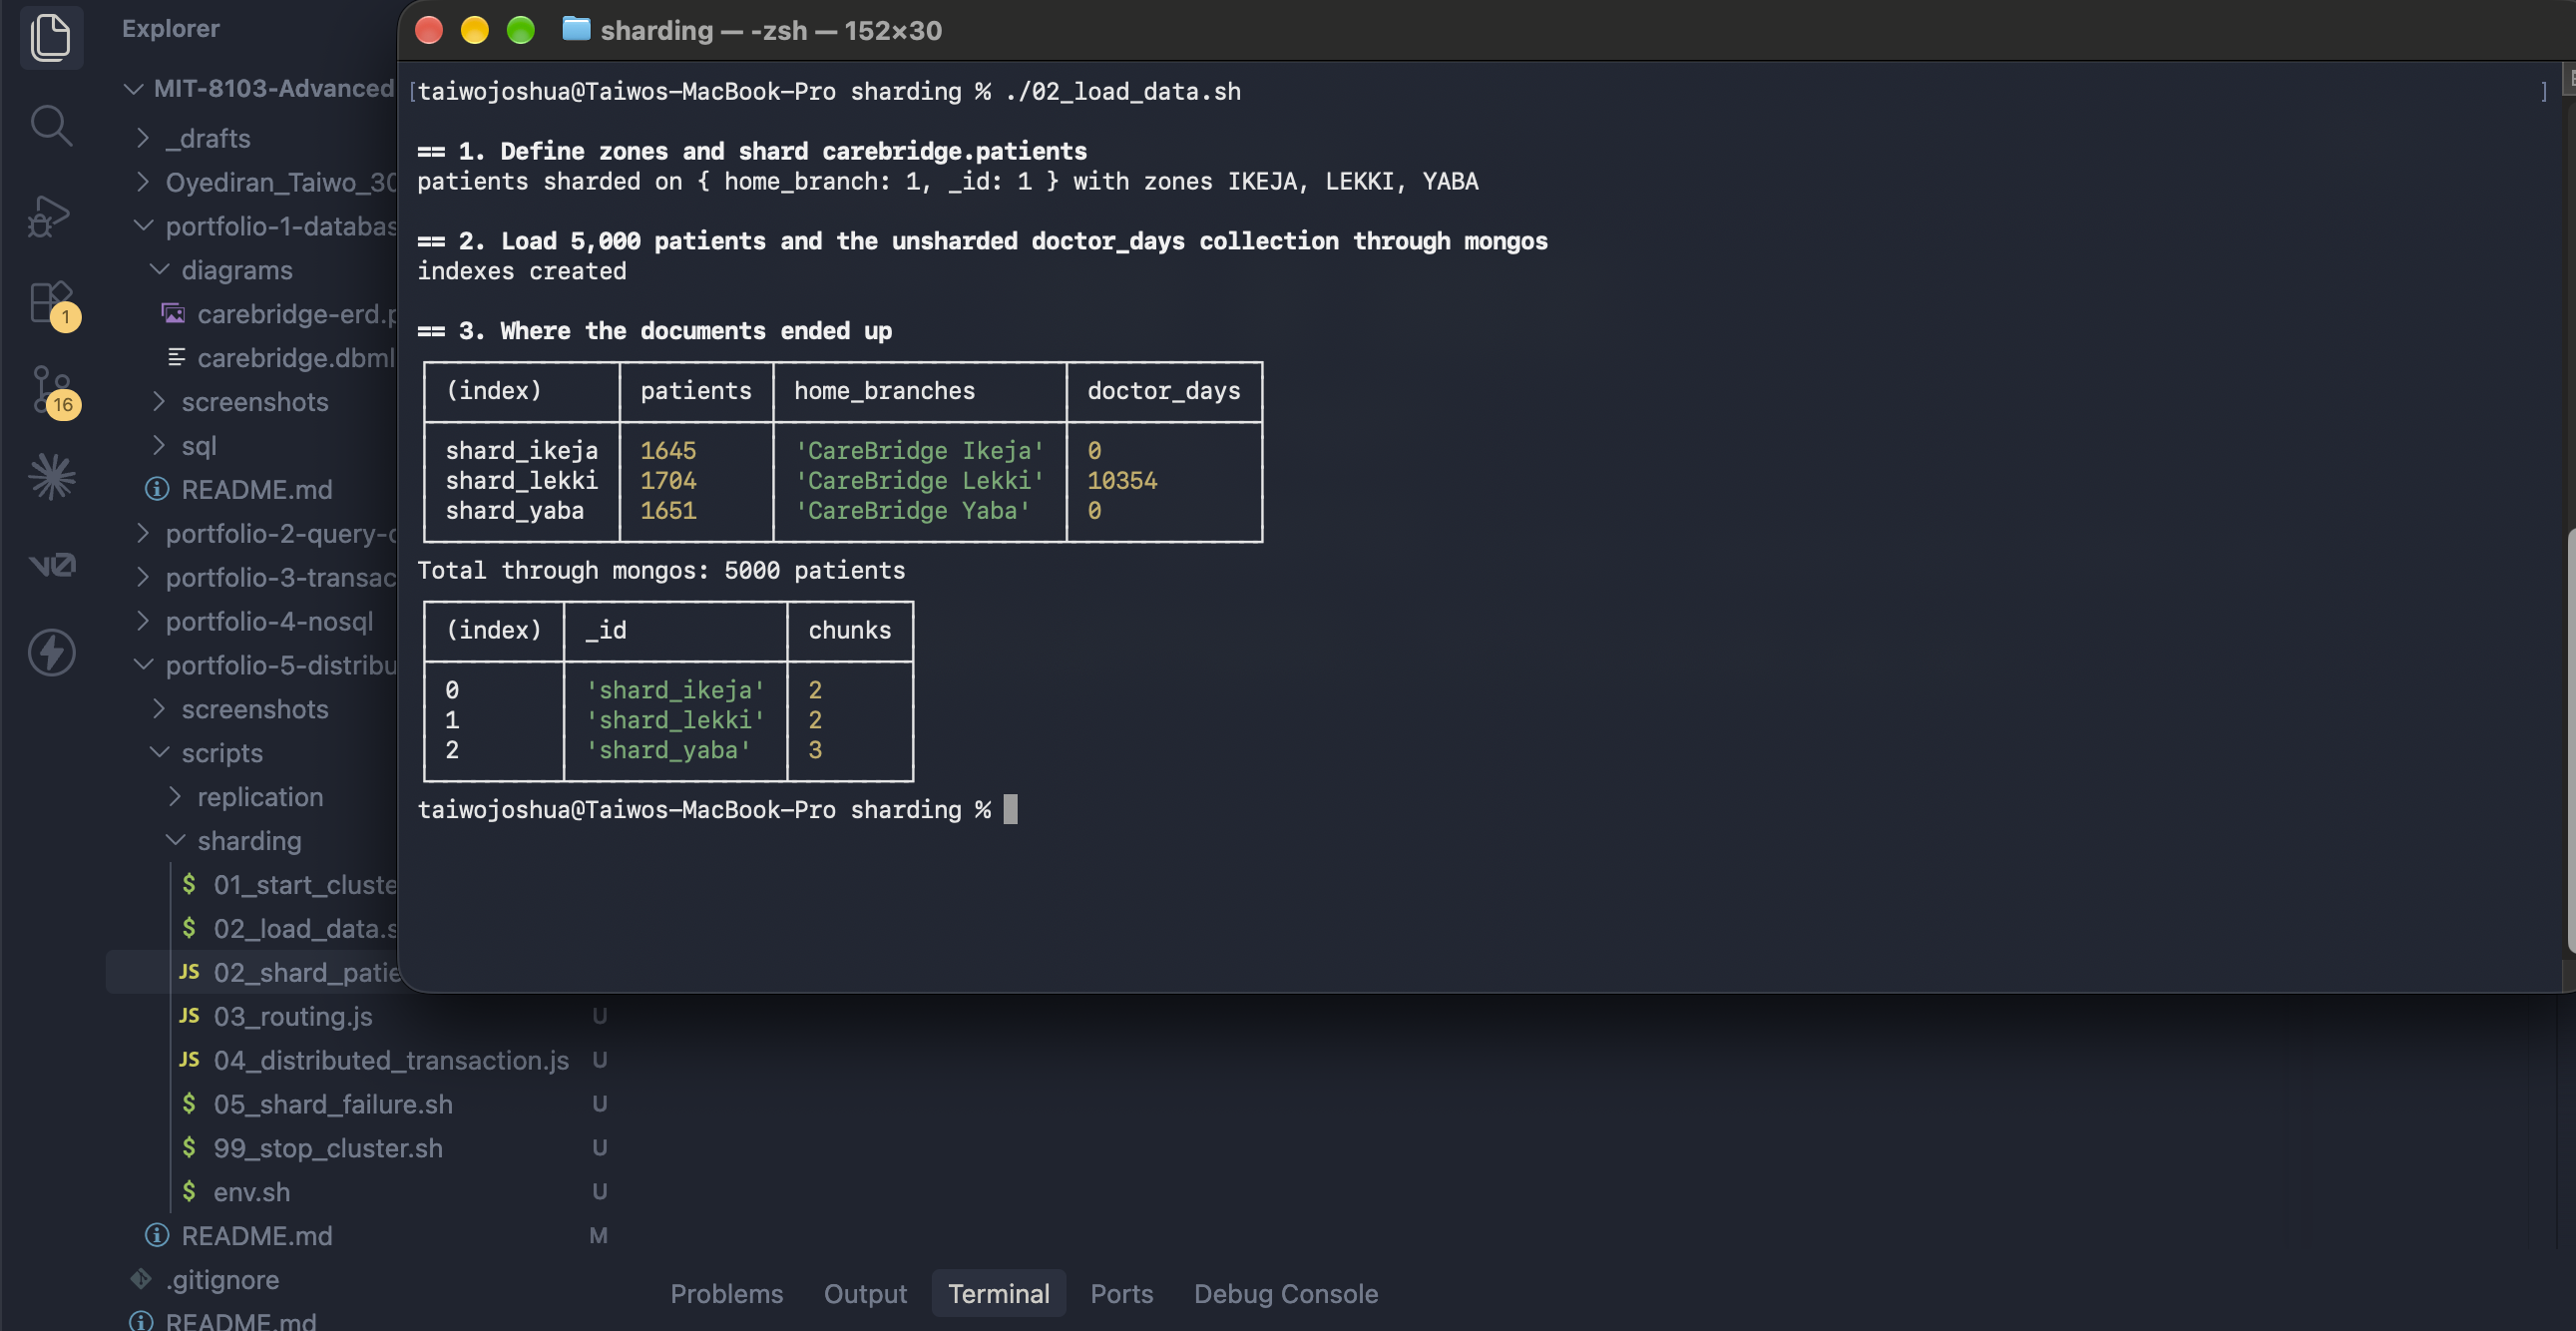 Explorer
MIT-8103-Advanced
_drafts
Oyediran_Taiwo_30
portfolio-1-databas
diagrams
carebridge-erd.p
carebridge.dbml
screenshots
sql
README.md
portfolio-2-query-o
portfolio-3-transac
portfolio-4-nosql
portfolio-5-distribu
screenshots
scripts
replication
sharding
$ 01_start_cluste
$ 02_load_data.s
JS 02_shard_patie
JS 03_routing.js U
JS 04_distributed_transaction.js U
$ 05_shard_failure.sh U
$ 99_stop_cluster.sh U
$ env.sh U
README.md M
.gitignore
README.md
1
16
v0
sharding — -zsh — 152×30
[taiwojoshua@Taiwos-MacBook-Pro sharding % ./02_load_data.sh ]
== 1. Define zones and shard carebridge.patients
patients sharded on { home_branch: 1, _id: 1 } with zones IKEJA, LEKKI, YABA
== 2. Load 5,000 patients and the unsharded doctor_days collection through mongos
indexes created
== 3. Where the documents ended up
(index) patients home_branches doctor_days
shard_ikeja 1645 'CareBridge Ikeja' 0
shard_lekki 1704 'CareBridge Lekki' 10354
shard_yaba 1651 'CareBridge Yaba' 0
Total through mongos: 5000 patients
(index) _id chunks
0 'shard_ikeja' 2
1 'shard_lekki' 2
2 'shard_yaba' 3
taiwojoshua@Taiwos-MacBook-Pro sharding %
Problems Output Terminal Ports Debug Console